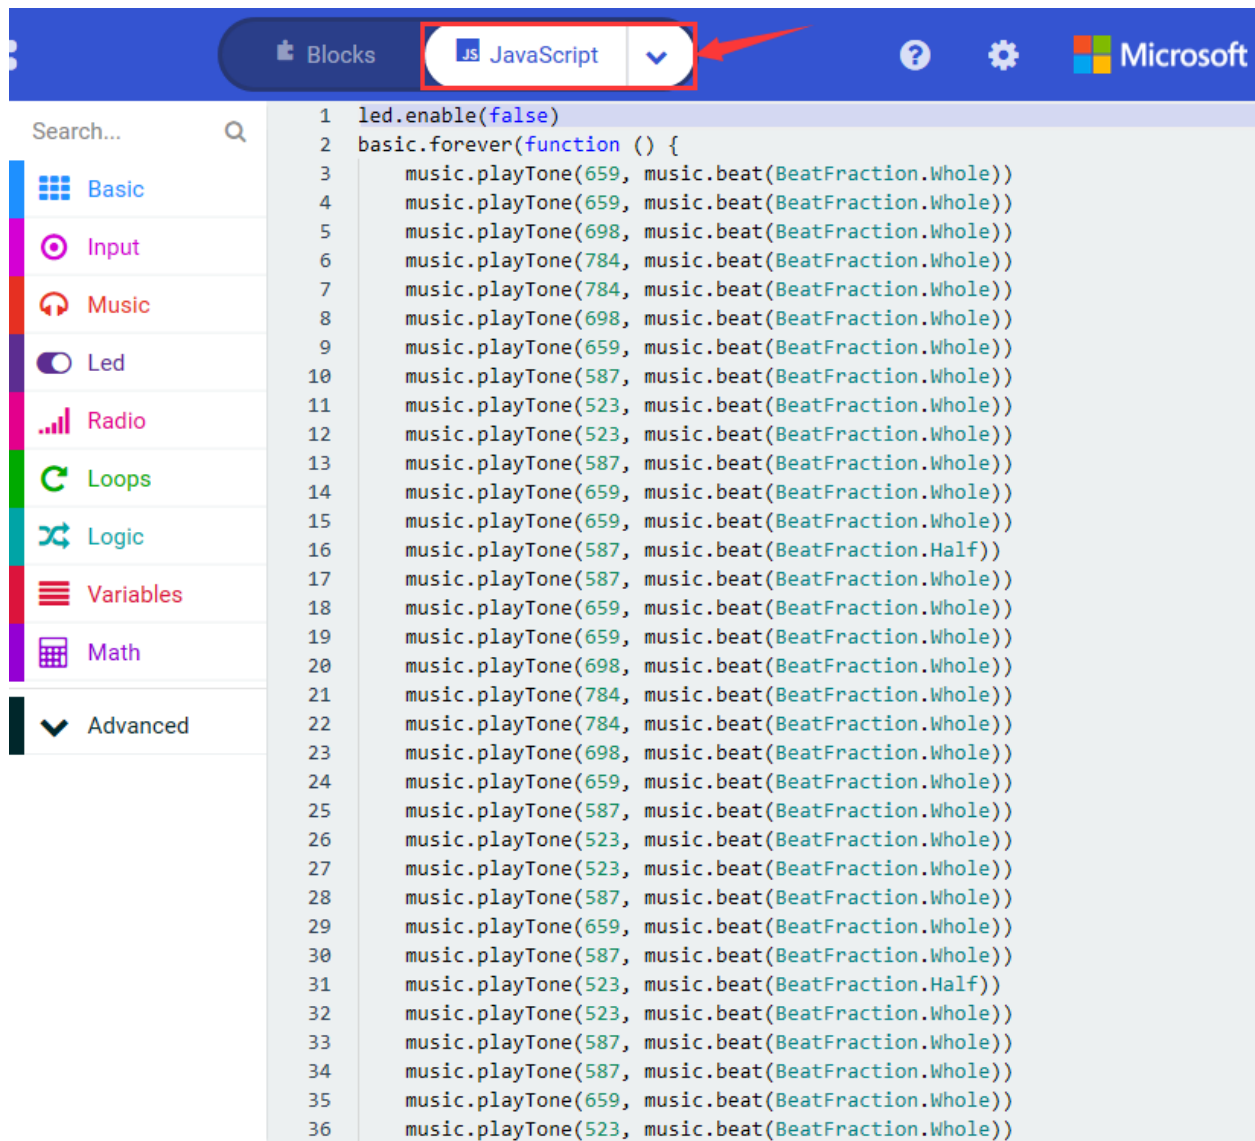 Blocks
JS JavaScript
Microsoft
Search...
Basic
Input
Music
Led
Radio
Loops
Logic
Variables
Math
Advanced
1 led.enable(false)
2 basic.forever(function () {
3 music.playTone(659, music.beat(BeatFraction.Whole))
4 music.playTone(659, music.beat(BeatFraction.Whole))
5 music.playTone(698, music.beat(BeatFraction.Whole))
6 music.playTone(784, music.beat(BeatFraction.Whole))
7 music.playTone(784, music.beat(BeatFraction.Whole))
8 music.playTone(698, music.beat(BeatFraction.Whole))
9 music.playTone(659, music.beat(BeatFraction.Whole))
10 music.playTone(587, music.beat(BeatFraction.Whole))
11 music.playTone(523, music.beat(BeatFraction.Whole))
12 music.playTone(523, music.beat(BeatFraction.Whole))
13 music.playTone(587, music.beat(BeatFraction.Whole))
14 music.playTone(659, music.beat(BeatFraction.Whole))
15 music.playTone(659, music.beat(BeatFraction.Whole))
16 music.playTone(587, music.beat(BeatFraction.Half))
17 music.playTone(587, music.beat(BeatFraction.Whole))
18 music.playTone(659, music.beat(BeatFraction.Whole))
19 music.playTone(659, music.beat(BeatFraction.Whole))
20 music.playTone(698, music.beat(BeatFraction.Whole))
21 music.playTone(784, music.beat(BeatFraction.Whole))
22 music.playTone(784, music.beat(BeatFraction.Whole))
23 music.playTone(698, music.beat(BeatFraction.Whole))
24 music.playTone(659, music.beat(BeatFraction.Whole))
25 music.playTone(587, music.beat(BeatFraction.Whole))
26 music.playTone(523, music.beat(BeatFraction.Whole))
27 music.playTone(523, music.beat(BeatFraction.Whole))
28 music.playTone(587, music.beat(BeatFraction.Whole))
29 music.playTone(659, music.beat(BeatFraction.Whole))
30 music.playTone(587, music.beat(BeatFraction.Whole))
31 music.playTone(523, music.beat(BeatFraction.Half))
32 music.playTone(523, music.beat(BeatFraction.Whole))
33 music.playTone(587, music.beat(BeatFraction.Whole))
34 music.playTone(587, music.beat(BeatFraction.Whole))
35 music.playTone(659, music.beat(BeatFraction.Whole))
36 music.playTone(523, music.beat(BeatFraction.Whole))